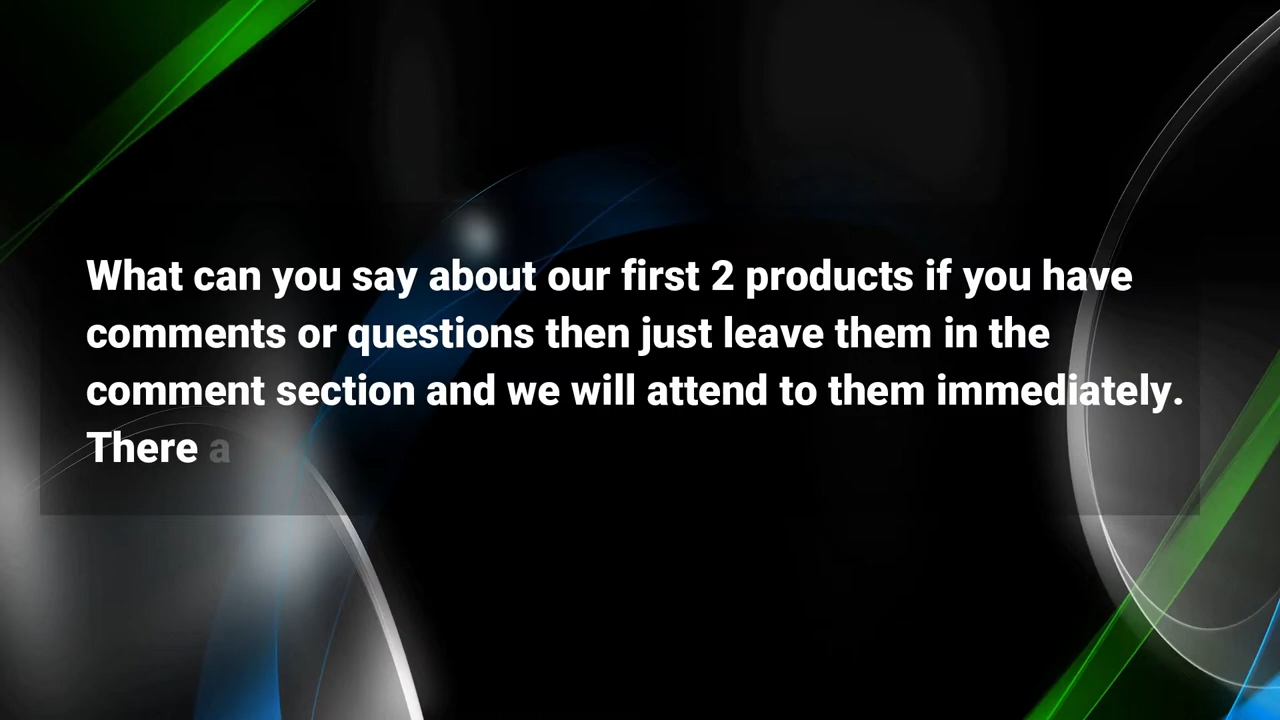 What can you say about our first 2 products if you have
comments or questions then just leave them in the
comment section and we will attend to them immediately.
There a